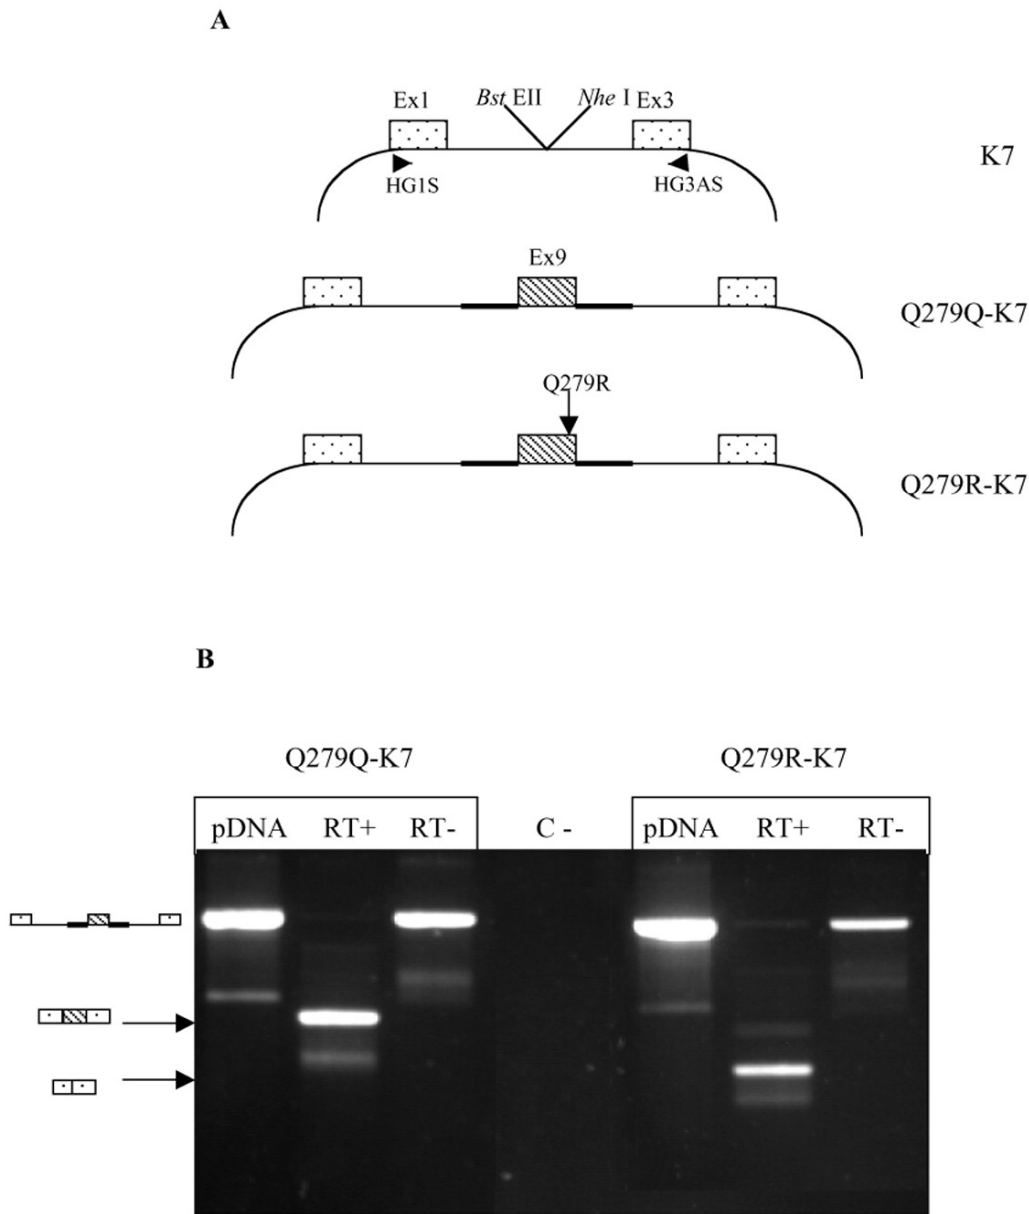 A
Ex1 Bst EII Nhe I Ex3
K7
HG1S HG3AS
Ex9
Q279Q-K7
Q279R
Q279R-K7
B
Q279Q-K7 Q279R-K7
pDNA RT+ RT- C - pDNA RT+ RT-